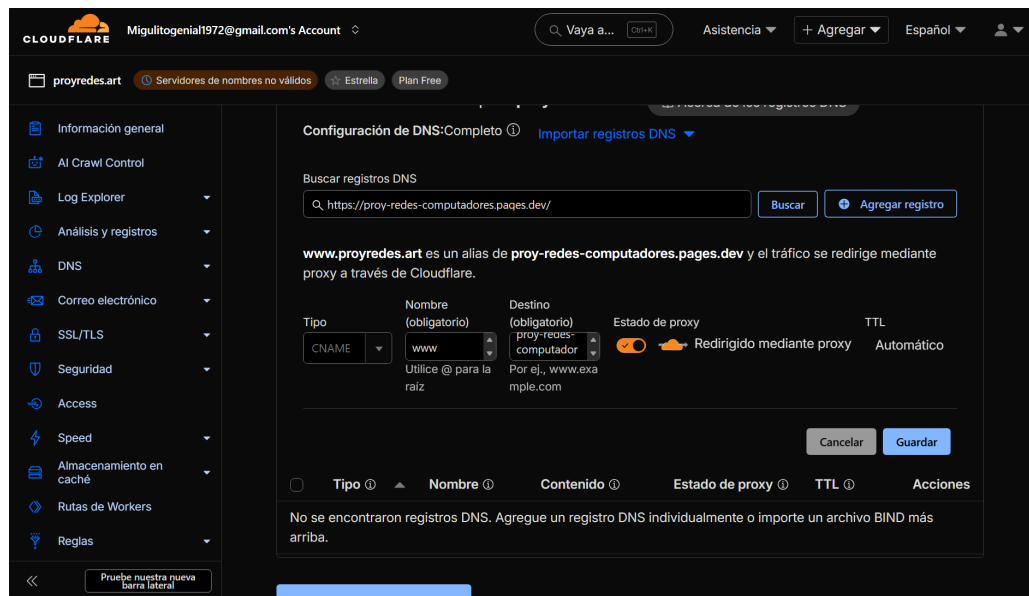 CLOUDFLARE
Migulitogenial1972@gmail.com's Account
Vaya a... Ctrl+K
Asistencia
+ Agregar
Español
proyredes.art
Servidores de nombres no válidos
Estrella
Plan Free
Información general
AI Crawl Control
Log Explorer
Análisis y registros
DNS
Correo electrónico
SSL/TLS
Seguridad
Access
Speed
Almacenamiento en
caché
Rutas de Workers
Reglas
Pruebe nuestra nueva
barra lateral
Acerca de los registros DNS
Configuración de DNS:Completo
Importar registros DNS
Buscar registros DNS
https://proy-redes-computadores.pages.dev/
Buscar
Agregar registro
www.proyredes.art es un alias de proy-redes-computadores.pages.dev y el tráfico se redirige mediante
proxy a través de Cloudflare.
Tipo
Nombre
(obligatorio)
Destino
(obligatorio)
Estado de proxy
TTL
CNAME
www
proy-redes-
computador
Redirigido mediante proxy
Automático
Utilice @ para la
raíz
Por ej., www.exa
mple.com
Cancelar
Guardar
Tipo Nombre Contenido Estado de proxy TTL Acciones
No se encontraron registros DNS. Agregue un registro DNS individualmente o importe un archivo BIND más
arriba.